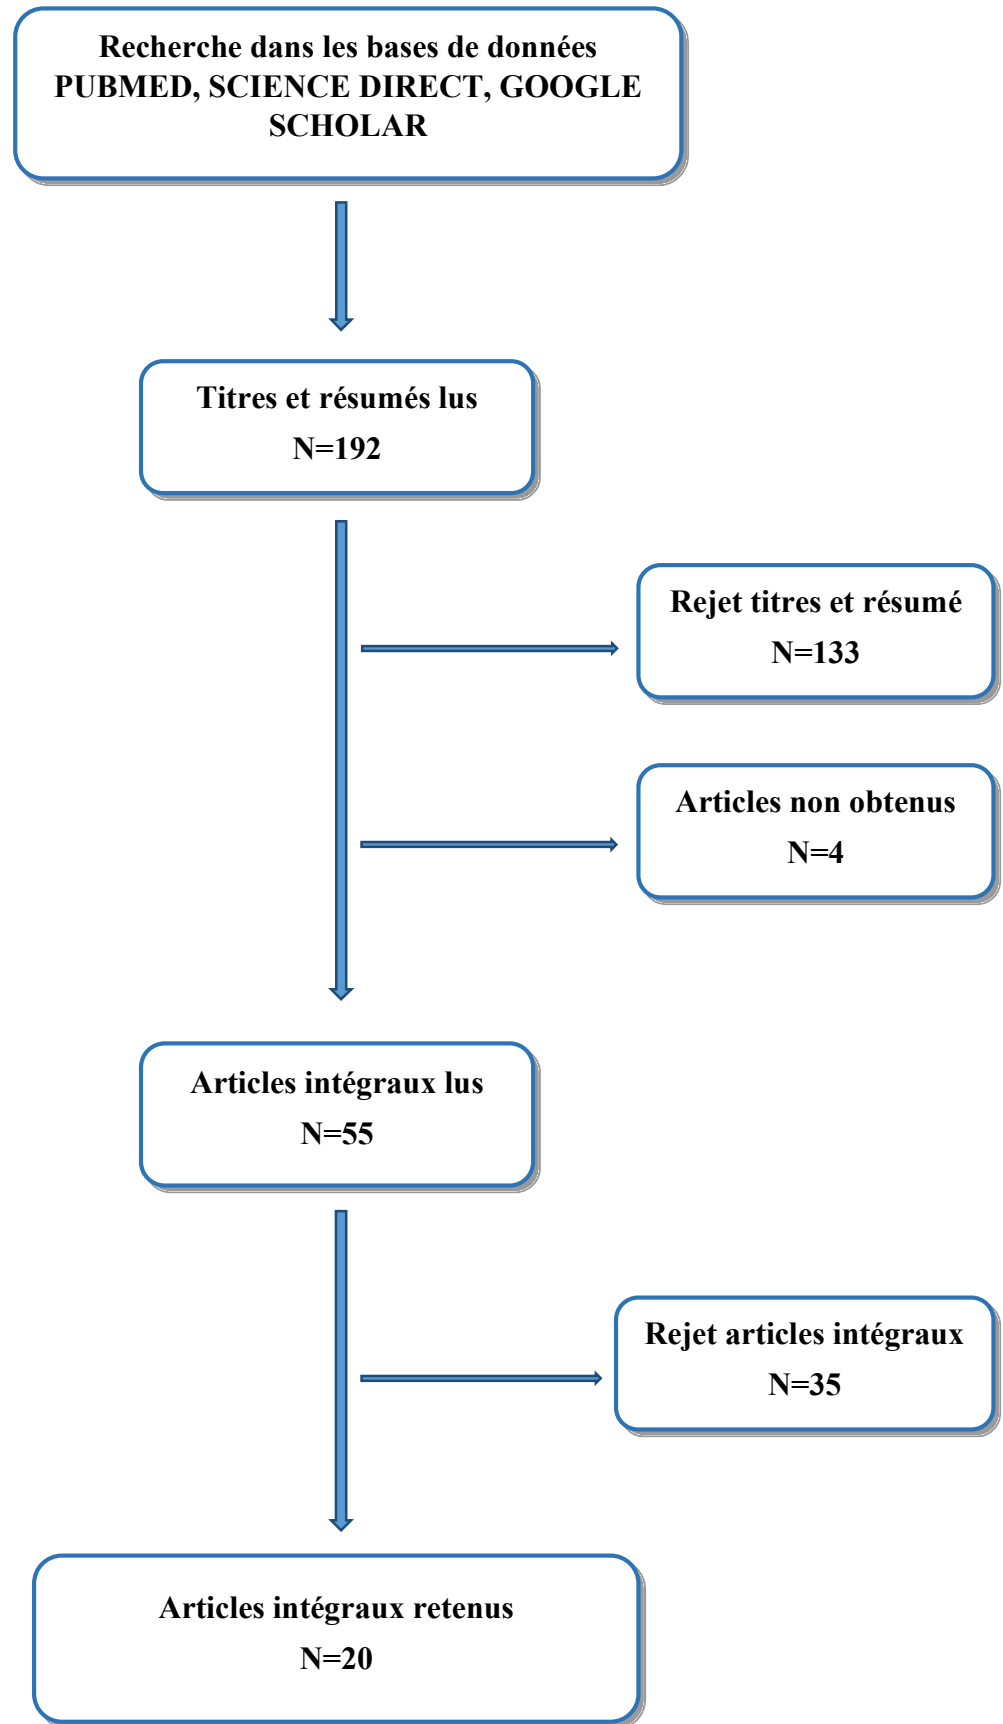 Recherche dans les bases de données
PUBMED, SCIENCE DIRECT, GOOGLE
SCHOLAR
Titres et résumés lus
N=192
Rejet titres et résumé
N=133
Articles non obtenus
N=4
Articles intégraux lus
N=55
Rejet articles intégraux
N=35
Articles intégraux retenus
N=20